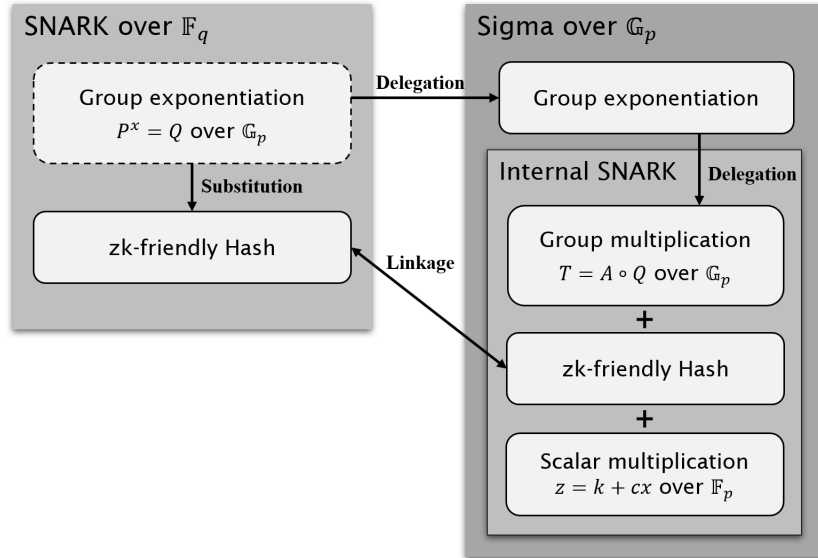 SNARK over 𝔽_q
Group exponentiation
P^x = Q over 𝔾_p
Substitution
zk-friendly Hash
Delegation
Linkage
Sigma over 𝔾_p
Group exponentiation
Delegation
Internal SNARK
Group multiplication
T = A ∘ Q over 𝔾_p
+
zk-friendly Hash
+
Scalar multiplication
z = k + cx over 𝔽_p